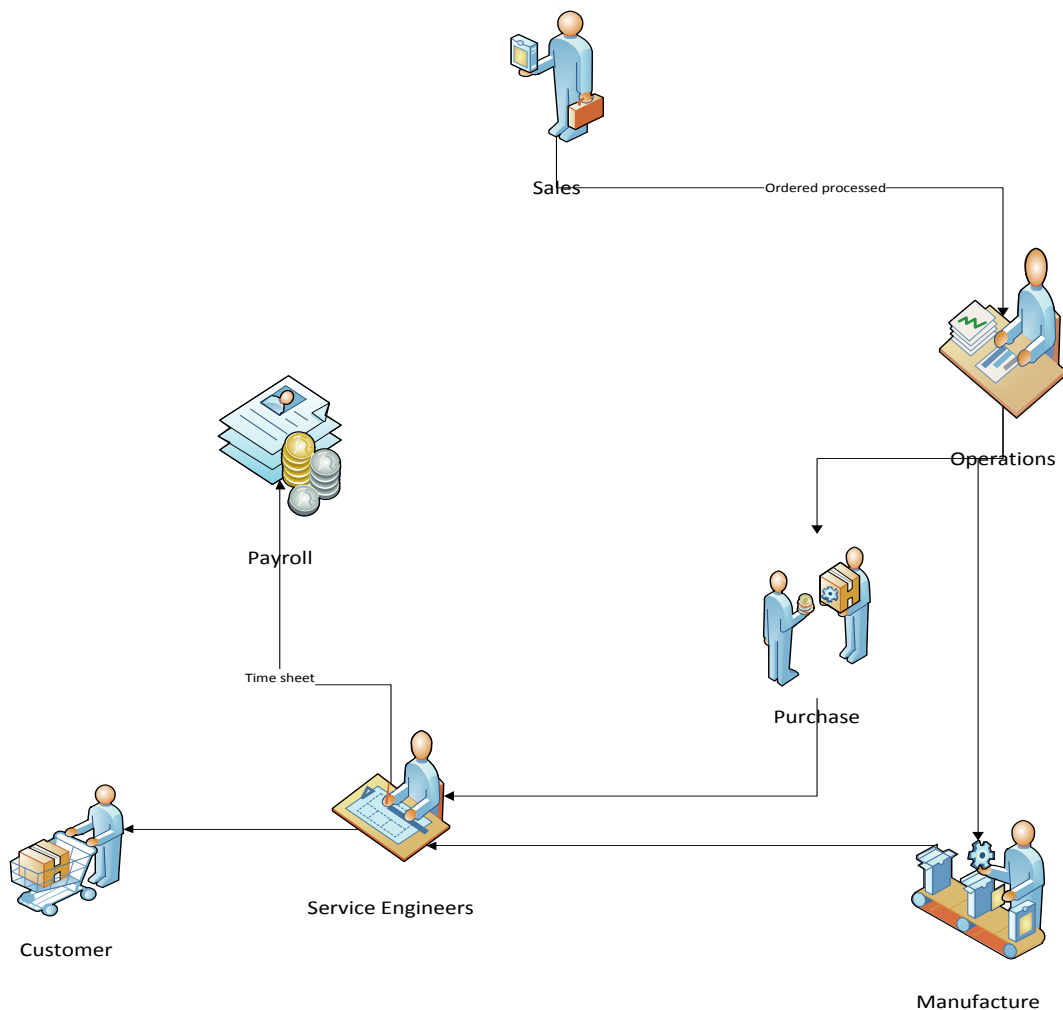 Sales
Ordered processed
Operations
Payroll
Time sheet
Purchase
Service Engineers
Customer
Manufacture